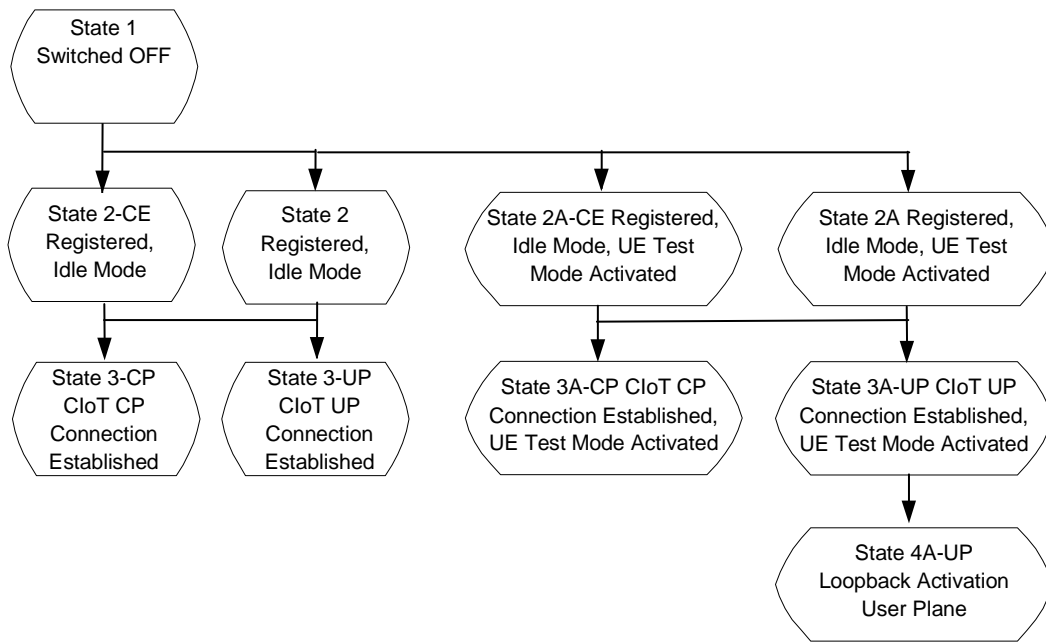 State 1
Switched OFF
State 2-CE
Registered,
Idle Mode
State 2
Registered,
Idle Mode
State 2A-CE Registered,
Idle Mode, UE Test
Mode Activated
State 2A Registered,
Idle Mode, UE Test
Mode Activated
State 3-CP
CIoT CP
Connection
Established
State 3-UP
CIoT UP
Connection
Established
State 3A-CP CIoT CP
Connection Established,
UE Test Mode Activated
State 3A-UP CIoT UP
Connection Established,
UE Test Mode Activated
State 4A-UP
Loopback Activation
User Plane